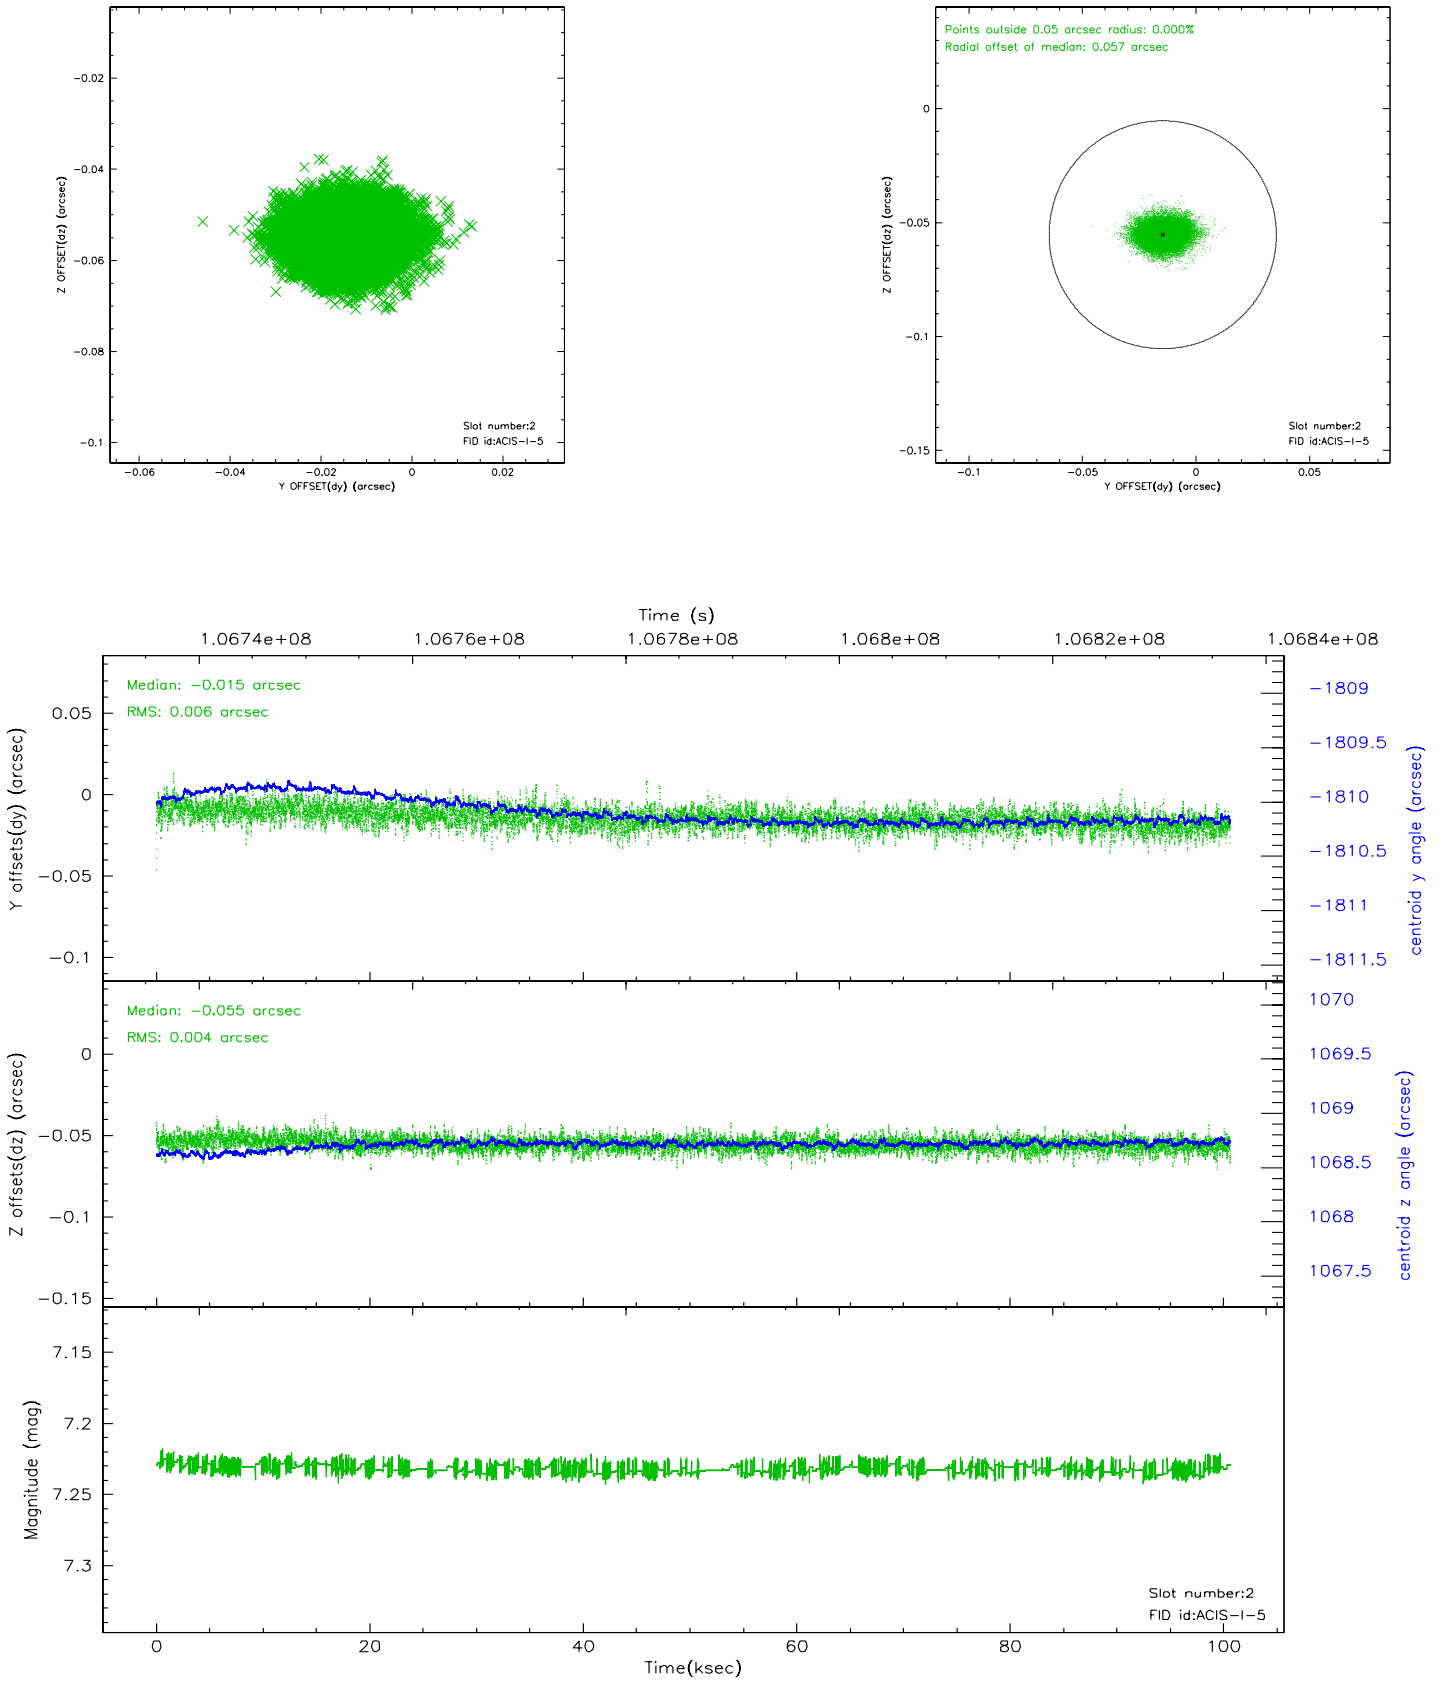 −0.02
−0.04
−0.06
−0.08
−0.1
Z OFFSET(dz) (arcsec)
Slot number:2
FID id:ACIS−I−5
−0.06 −0.04 −0.02 0 0.02
Y OFFSET(dy) (arcsec)
Points outside 0.05 arcsec radius: 0.000%
Radial offset of median: 0.057 arcsec
0
−0.05
−0.1
−0.15
Z OFFSET(dz) (arcsec)
Slot number:2
FID id:ACIS−I−5
−0.1 −0.05 0 0.05
Y OFFSET(dy) (arcsec)
Time (s)
1.0674e+08 1.0676e+08 1.0678e+08 1.068e+08 1.0682e+08 1.0684e+08
Median: −0.015 arcsec
RMS: 0.006 arcsec
0.05
0
−0.05
−0.1
Y offsets(dy) (arcsec)
−1809
−1809.5
−1810
−1810.5
−1811
−1811.5
centroid y angle (arcsec)
Median: −0.055 arcsec
RMS: 0.004 arcsec
0
−0.05
−0.1
−0.15
Z offsets(dz) (arcsec)
1070
1069.5
1069
1068.5
1068
1067.5
centroid z angle (arcsec)
7.15
7.2
7.25
7.3
Magnitude (mag)
Slot number:2
FID id:ACIS−I−5
0 20 40 60 80 100
Time(ksec)